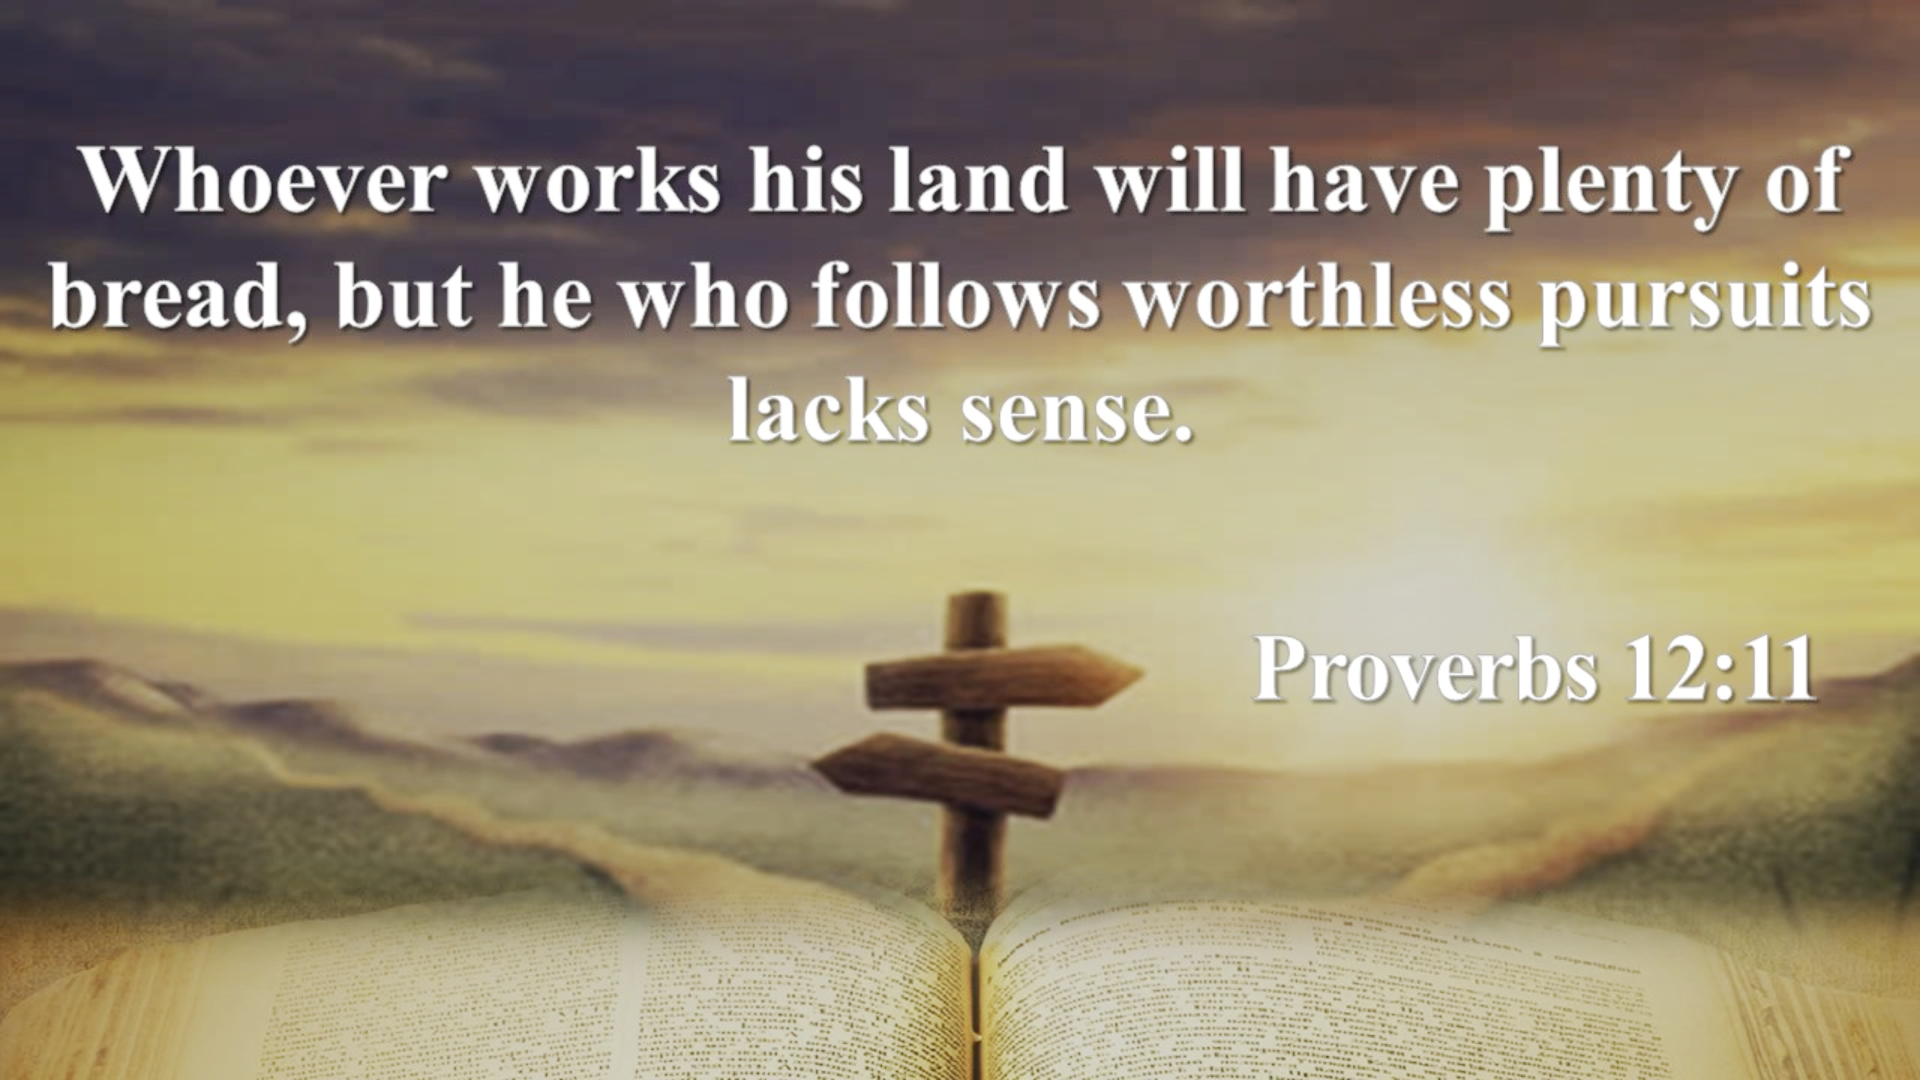 Whoever works his land will have plenty of
bread, but he who follows worthless pursuits
lacks sense.
Proverbs 12:11